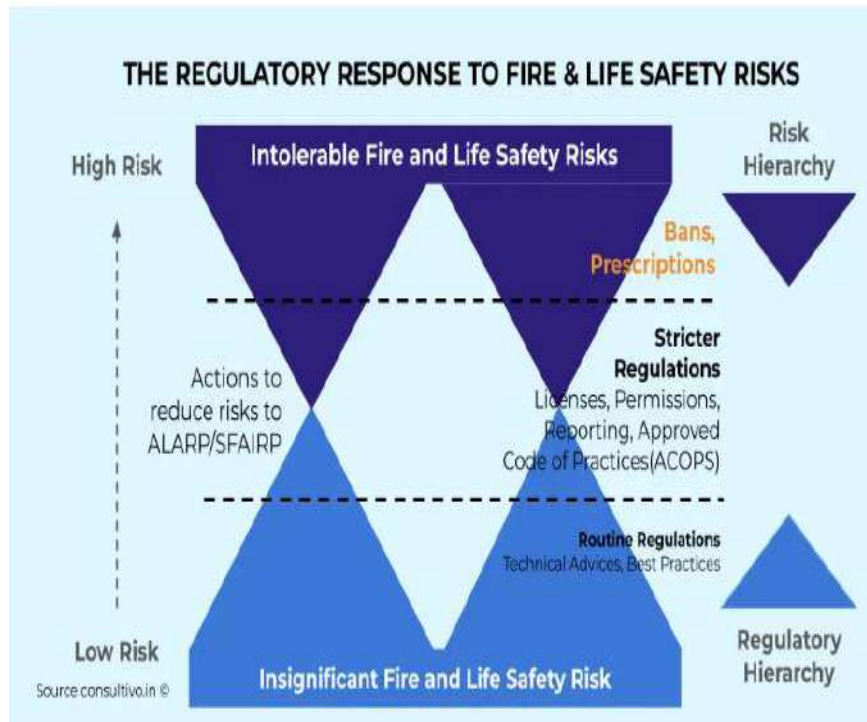 THE REGULATORY RESPONSE TO FIRE & LIFE SAFETY RISKS
High Risk
Intolerable Fire and Life Safety Risks
Risk
Hierarchy
Bans,
Prescriptions
Actions to
reduce risks to
ALARP/SFAIRP
Stricter
Regulations
Licenses, Permissions,
Reporting, Approved
Code of Practices(ACOPS)
Routine Regulations
Technical Advices, Best Practices
Low Risk
Insignificant Fire and Life Safety Risk
Regulatory
Hierarchy
Source consultivo.in ©